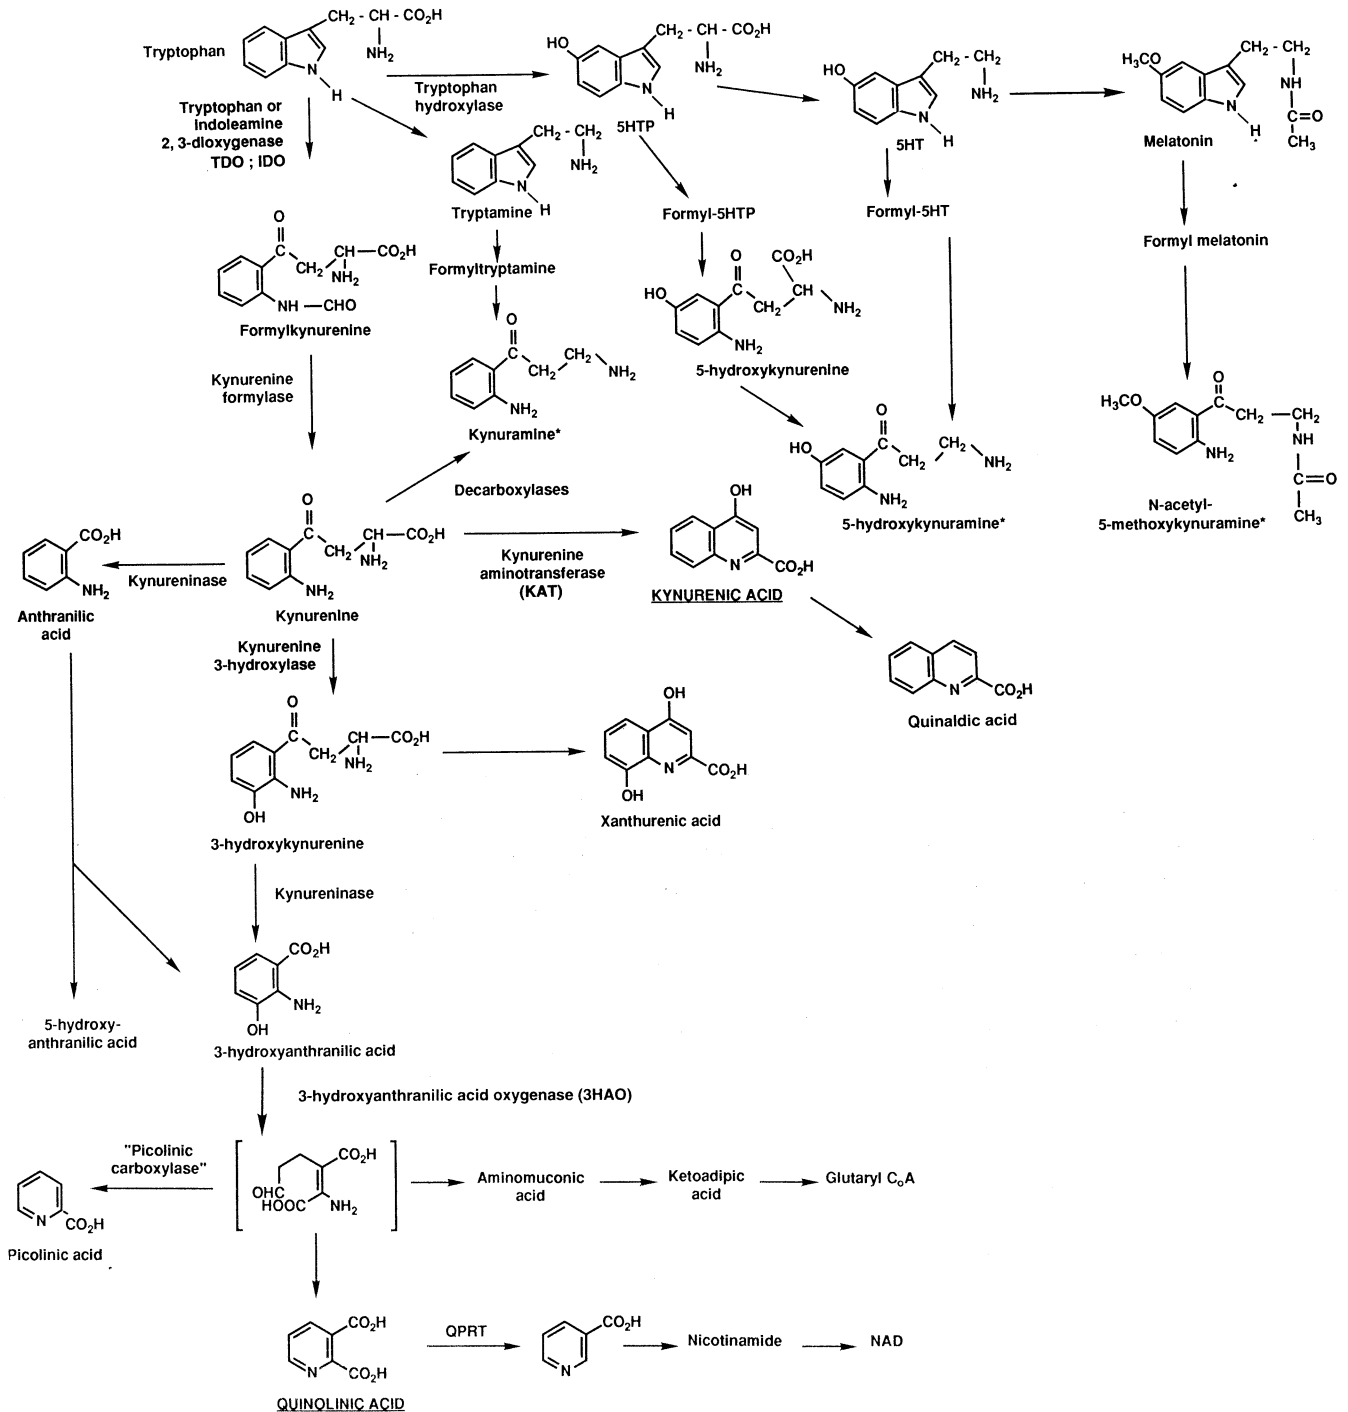 Tryptophan
CH2 - CH - CO2H
NH2
N
H
Tryptophan
hydroxylase
HO
CH2 - CH - CO2H
NH2
N
H
5HTP
HO
CH2 - CH2
NH2
N
H
5HT
H3CO
CH2 - CH2
NH
C=O
CH3
N
H
Melatonin
Tryptophan or
indoleamine
2, 3-dioxygenase
TDO ; IDO
CH2 - CH2
NH2
N
H
Tryptamine
Formyl-5HTP
Formyl-5HT
Formyl melatonin
O
C
CH2
CH
CO2H
NH2
NH — CHO
Formylkynurenine
Formyltryptamine
O
C
CH2
CH2
NH2
NH2
Kynuramine*
HO
O
C
CH2
CH
CO2H
NH2
NH2
5-hydroxykynurenine
HO
O
C
CH2
CH2
NH2
NH2
5-hydroxykynuramine*
H3CO
O
C
CH2
CH2
NH
C=O
CH3
NH2
N-acetyl-
5-methoxykynuramine*
Kynurenine
formylase
Decarboxylases
CO2H
NH2
Anthranilic
acid
Kynureninase
O
C
CH2
CH
CO2H
NH2
NH2
Kynurenine
Kynurenine
aminotransferase
(KAT)
OH
N
CO2H
KYNURENIC ACID
N
CO2H
Quinaldic acid
Kynurenine
3-hydroxylase
O
C
CH2
CH
CO2H
NH2
NH2
OH
3-hydroxykynurenine
OH
N
CO2H
OH
Xanthurenic acid
Kynureninase
CO2H
NH2
OH
3-hydroxyanthranilic acid
5-hydroxy-
anthranilic acid
3-hydroxyanthranilic acid oxygenase (3HAO)
"Picolinic
carboxylase"
N
CO2H
Picolinic acid
CO2H
OHC
HOOC
NH2
Aminomuconic
acid
Ketoadipic
acid
Glutaryl CoA
CO2H
N
CO2H
QUINOLINIC ACID
QPRT
CO2H
N
Nicotinamide
NAD